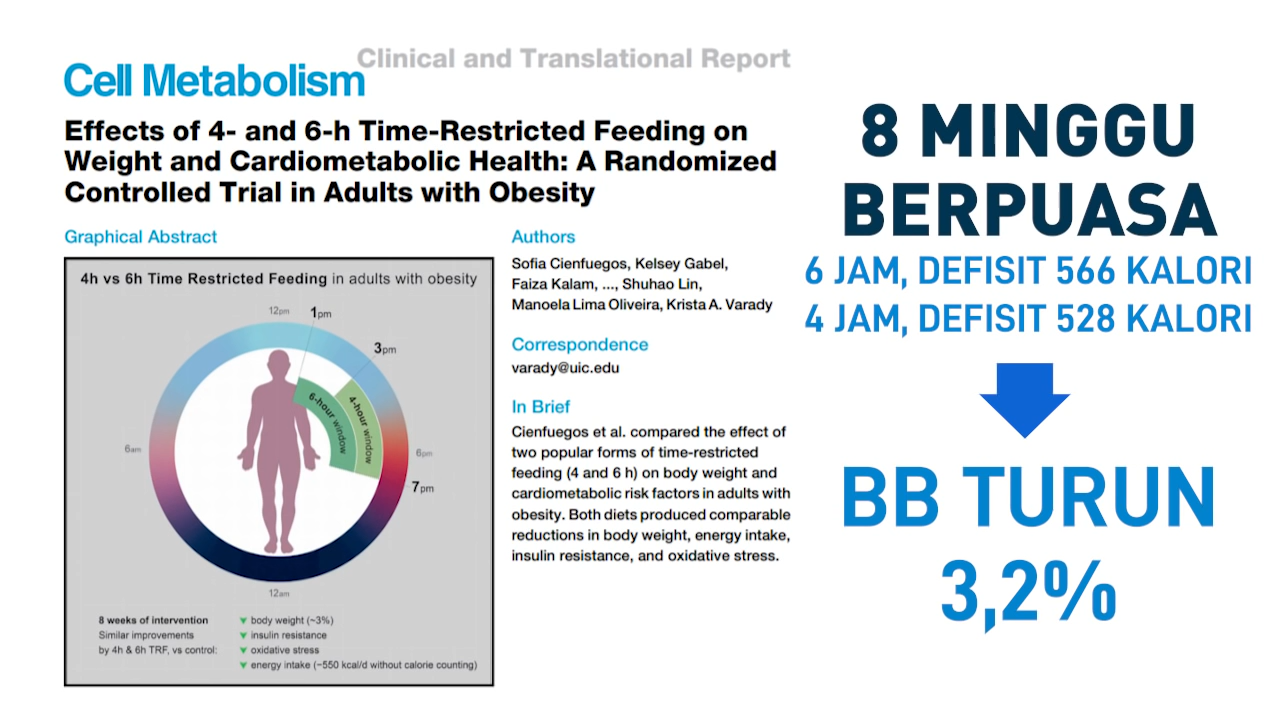 Clinical and Translational Report
Cell Metabolism
Effects of 4- and 6-h Time-Restricted Feeding on
Weight and Cardiometabolic Health: A Randomized
Controlled Trial in Adults with Obesity
Graphical Abstract
4h vs 6h Time Restricted Feeding in adults with obesity
12pm
1pm
3pm
6-hour window
4-hour window
6am
6pm
7pm
12am
8 weeks of intervention
Similar improvements
by 4h & 6h TRF, vs control:
body weight (~3%)
insulin resistance
oxidative stress
energy intake (~550 kcal/d without calorie counting)
Authors
Sofia Cienfuegos, Kelsey Gabel,
Faiza Kalam, ..., Shuhao Lin,
Manoela Lima Oliveira, Krista A. Varady
Correspondence
varady@uic.edu
In Brief
Cienfuegos et al. compared the effect of
two popular forms of time-restricted
feeding (4 and 6 h) on body weight and
cardiometabolic risk factors in adults with
obesity. Both diets produced comparable
reductions in body weight, energy intake,
insulin resistance, and oxidative stress.
8 MINGGU
BERPUASA
6 JAM, DEFISIT 566 KALORI
4 JAM, DEFISIT 528 KALORI
BB TURUN
3,2%